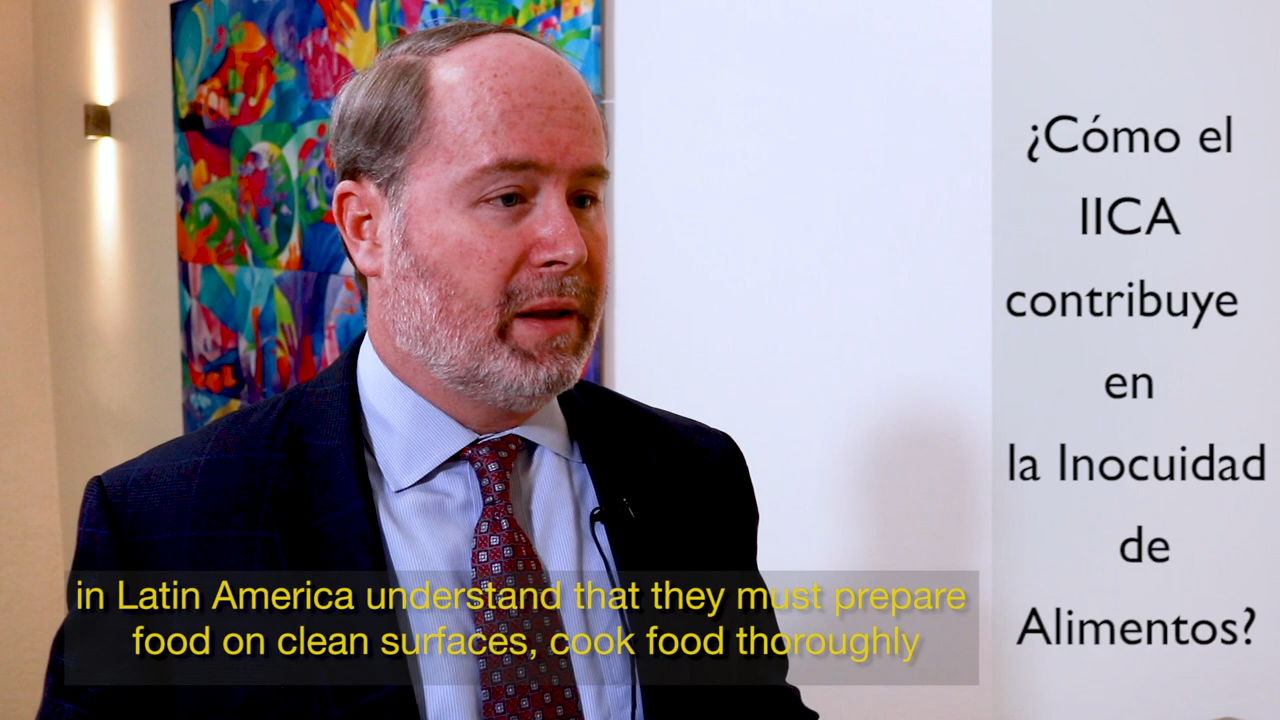 ¿Cómo el
IICA
contribuye
en
la Inocuidad
de
Alimentos?
in Latin America understand that they must prepare
food on clean surfaces, cook food thoroughly